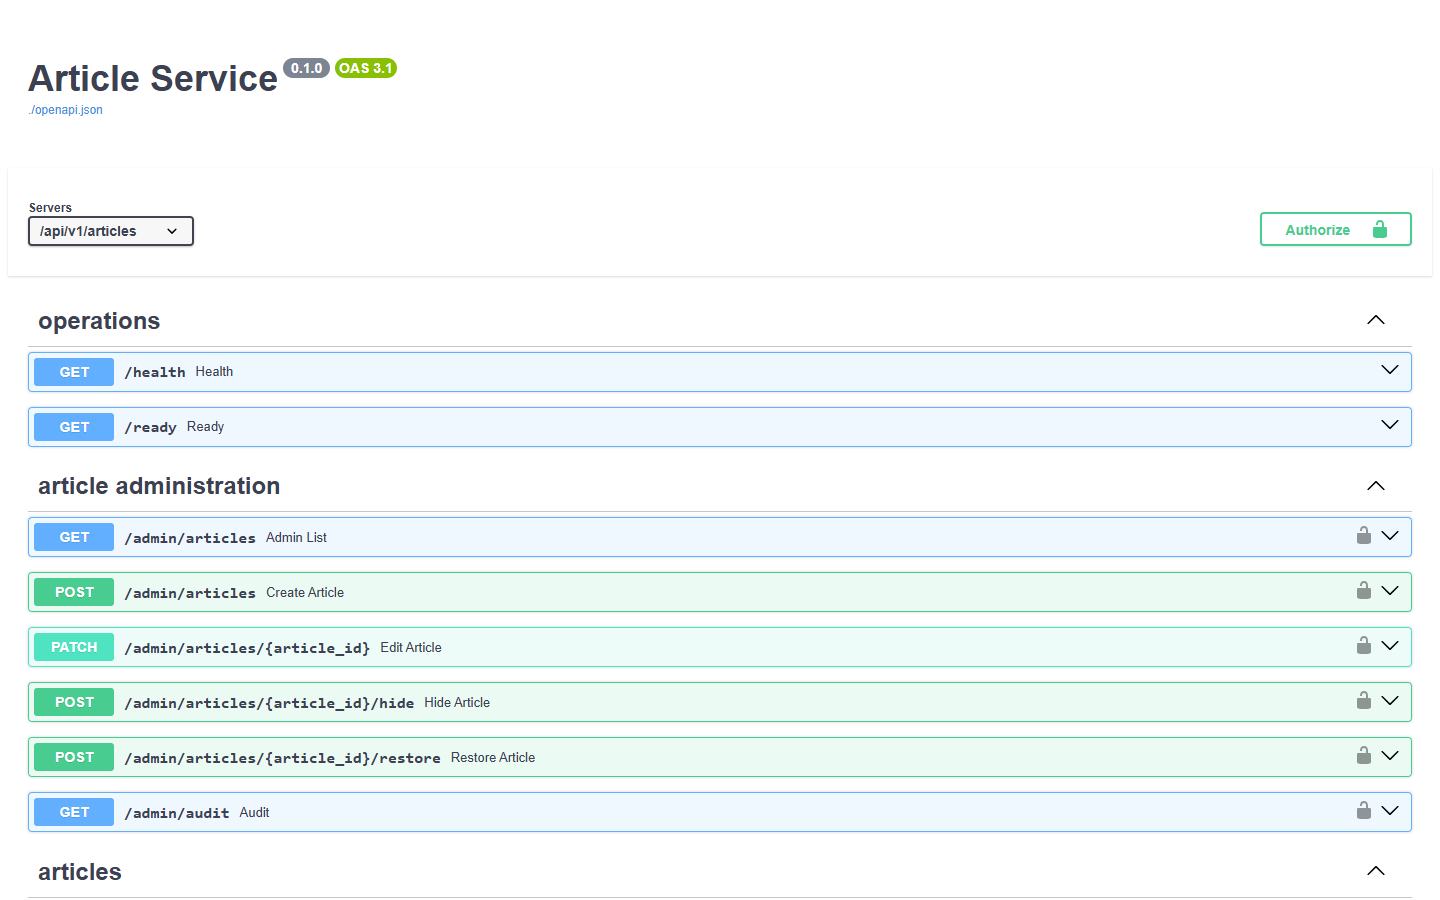 Article Service 0.1.0 OAS 3.1
./openapi.json
Servers
/api/v1/articles
Authorize
operations
GET /health Health
GET /ready Ready
article administration
GET /admin/articles Admin List
POST /admin/articles Create Article
PATCH /admin/articles/{article_id} Edit Article
POST /admin/articles/{article_id}/hide Hide Article
POST /admin/articles/{article_id}/restore Restore Article
GET /admin/audit Audit
articles